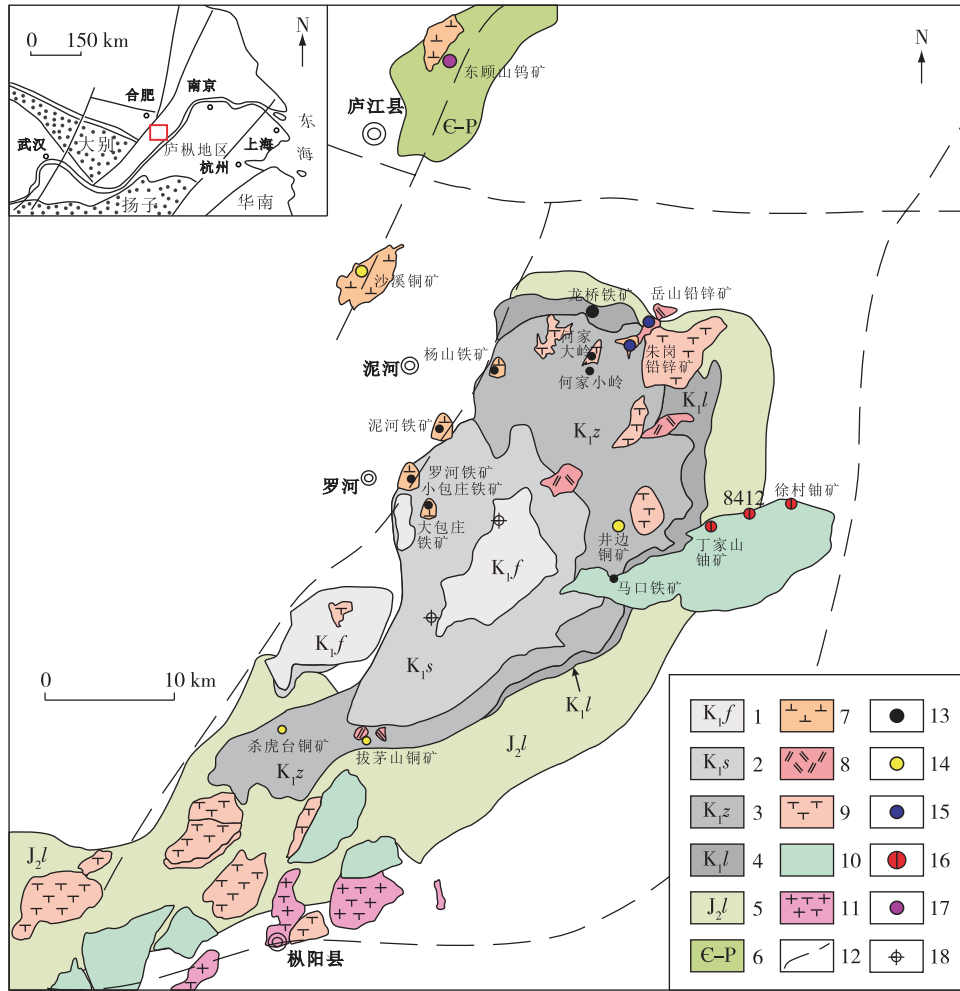 N
0 150 km
合肥
南京
武汉
大别
庐枞地区
上海
杭州
东
海
扬子
华南
N
东顾山钨矿
庐江县
Є-P
沙溪铜矿
龙桥铁矿
岳山铅锌矿
何家
大岭
朱岗
铅锌矿
杨山铁矿
泥河
何家小岭
K₁l
泥河铁矿
K₁z
罗河
罗河铁矿
小包庄铁矿
徐村铀矿
8412
大包庄
铁矿
井边
铜矿
丁家山
铀矿
K₁f
马口铁矿
K₁f
K₁s
0 10 km
K₁l
杀虎台铜矿
K₁z
拔茅山铜矿
J₂l
J₂l
枞阳县
K₁f 1 7 13
K₁s 2 8 14
K₁z 3 9 15
K₁l 4 10 16
J₂l 5 11 17
Є-P 6 12 18